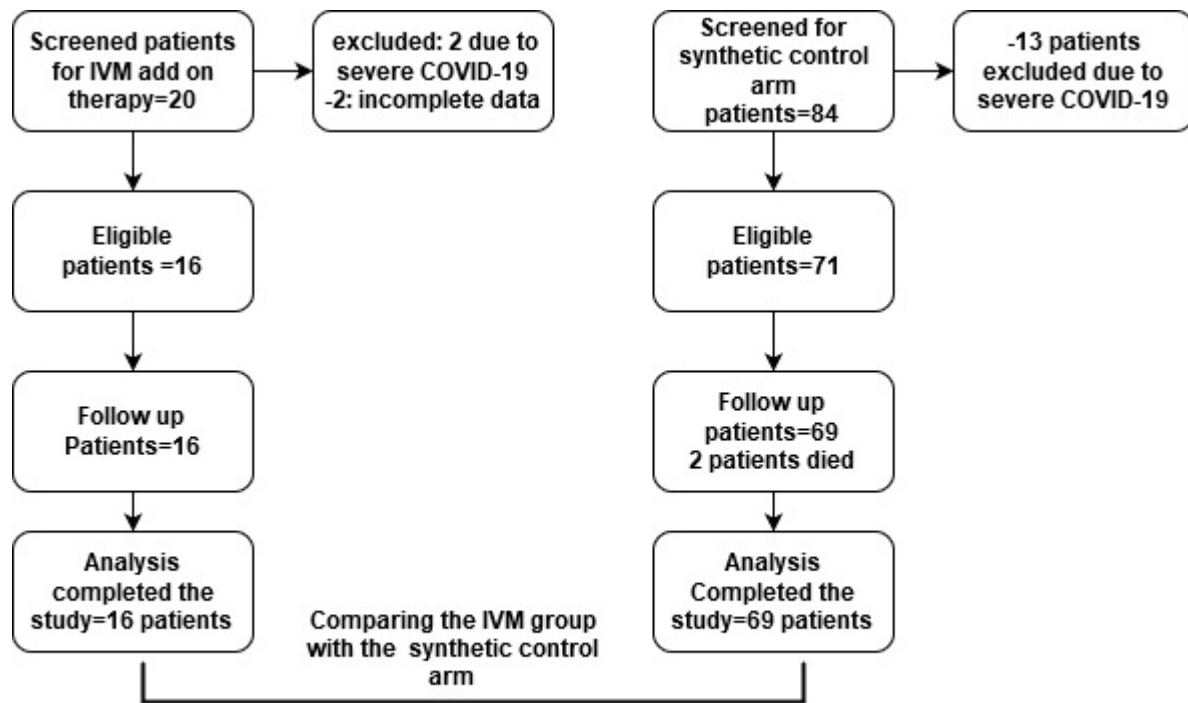 Screened patients
for IVM add on
therapy=20
excluded: 2 due to
severe COVID-19
-2: incomplete data
Eligible
patients =16
Follow up
Patients=16
Analysis
completed the
study=16 patients
Screened for
synthetic control
arm
patients=84
-13 patients
excluded due to
severe COVID-19
Eligible
patients=71
Follow up
patients=69
2 patients died
Analysis
Completed the
study=69 patients
Comparing the IVM group
with the synthetic control
arm